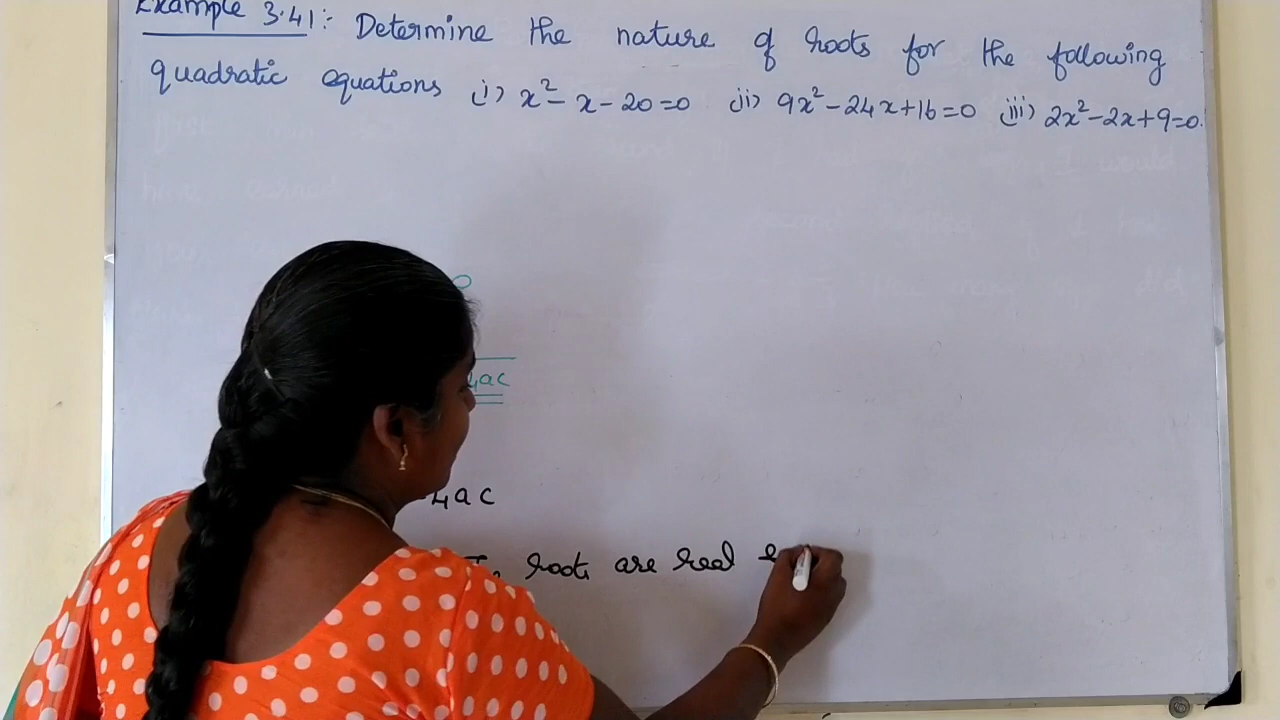 Example 3.41:- Determine the nature of roots for the following
quadratic equations (i) x² - x - 20 = 0 (ii) 9x² - 24x + 16 = 0 (iii) 2x² - 2x + 9 = 0.
0
4ac
4ac
roots are real